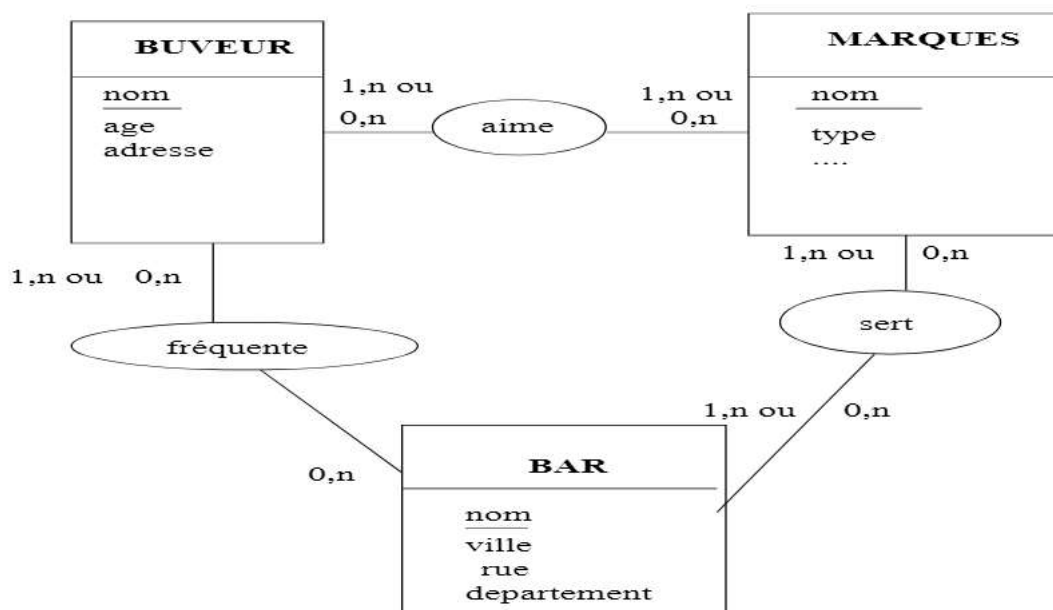 BUVEUR
nom
age
adresse
1,n ou
0,n
aime
1,n ou
0,n
MARQUES
nom
type
....
1,n ou 0,n
fréquente
0,n
1,n ou 0,n
sert
1,n ou 0,n
BAR
nom
ville
rue
departement